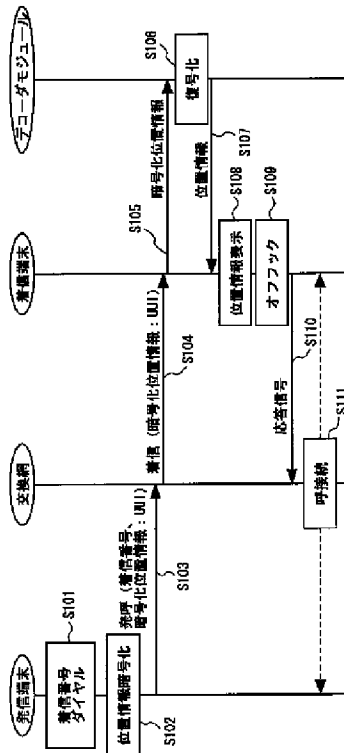 発信端末
交換網
着信端末
デコーダモジュール
着信番号
ダイヤル
S101
位置情報暗号化
S102
発呼（着信番号、
暗号化位置情報：UUI）
S103
着信（暗号化位置情報：UUI）
S104
暗号化位置情報
S105
復号化
S106
位置情報
S107
位置情報表示
S108
オフフック
S109
応答信号
S110
呼接続
S111